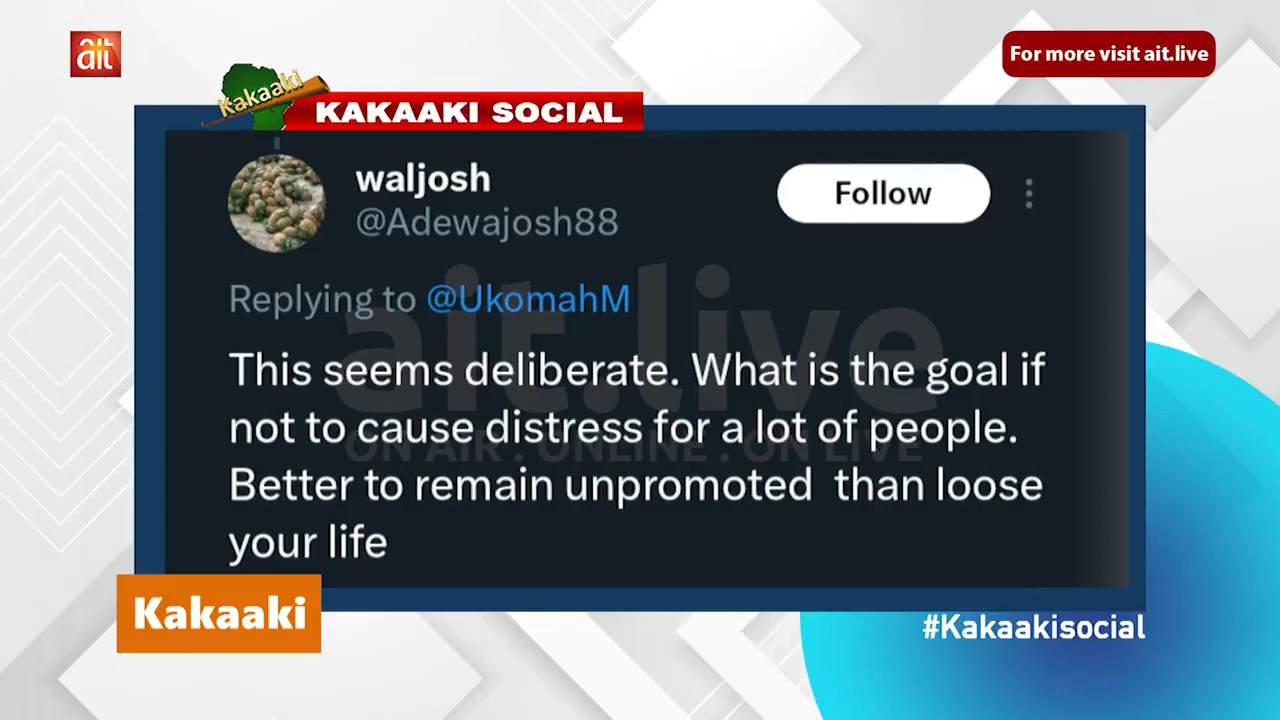 ait
For more visit ait.live
Kakaaki
KAKAAKI SOCIAL
waljosh
Follow
@Adewajosh88
Replying to @UkomahM
This seems deliberate. What is the goal if
not to cause distress for a lot of people.
Better to remain unpromoted than loose
your life
ait.live
ON AIR . ONLINE . ON LIVE
Kakaaki
#Kakaakisocial